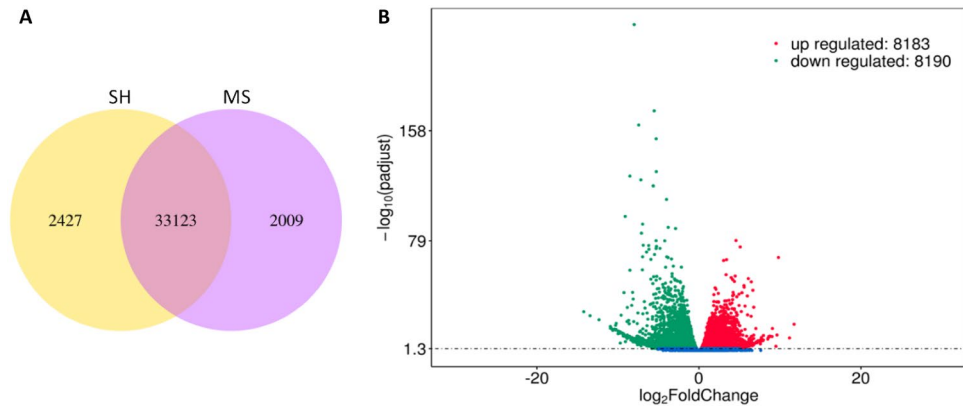 A
SH MS
2427 33123 2009
B
up regulated: 8183
down regulated: 8190
−log₁₀(padjust)
158
79
1.3
-20 0 20
log₂FoldChange